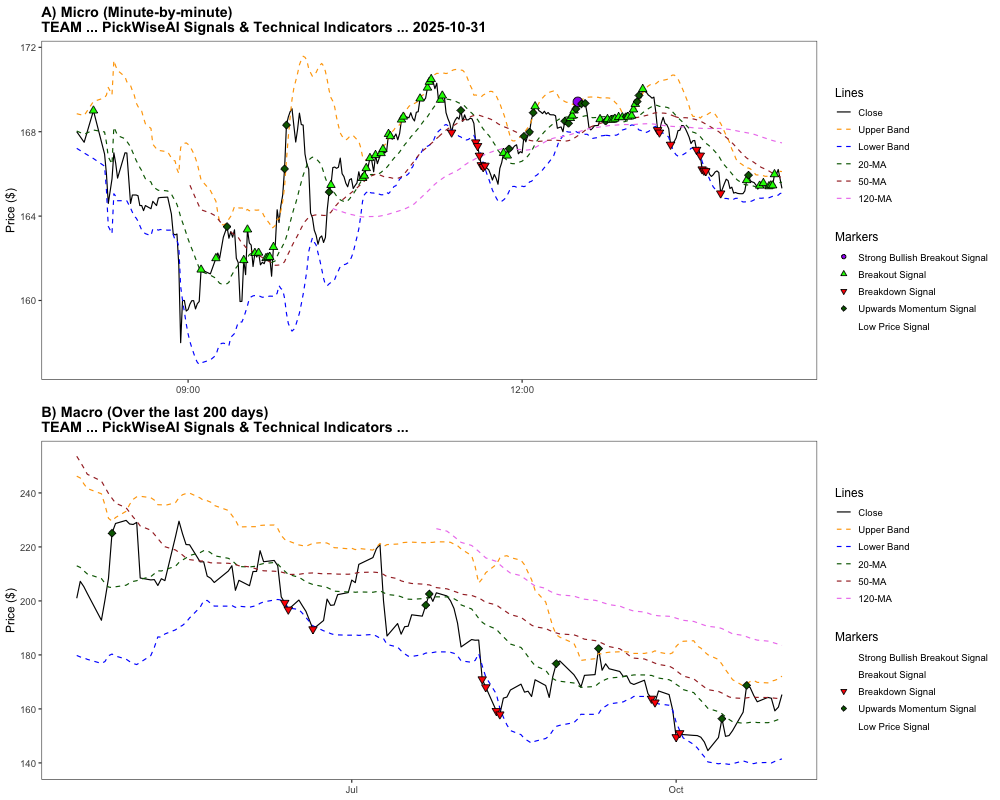 A) Micro (Minute-by-minute)
TEAM ... PickWiseAI Signals & Technical Indicators ... 2025-10-31
172
168
164
160
Price ($)
09:00
12:00
Lines
Close
Upper Band
Lower Band
20-MA
50-MA
120-MA
Markers
Strong Bullish Breakout Signal
Breakout Signal
Breakdown Signal
Upwards Momentum Signal
Low Price Signal
B) Macro (Over the last 200 days)
TEAM ... PickWiseAI Signals & Technical Indicators ...
240
220
200
180
160
140
Price ($)
Jul
Oct
Lines
Close
Upper Band
Lower Band
20-MA
50-MA
120-MA
Markers
Strong Bullish Breakout Signal
Breakout Signal
Breakdown Signal
Upwards Momentum Signal
Low Price Signal